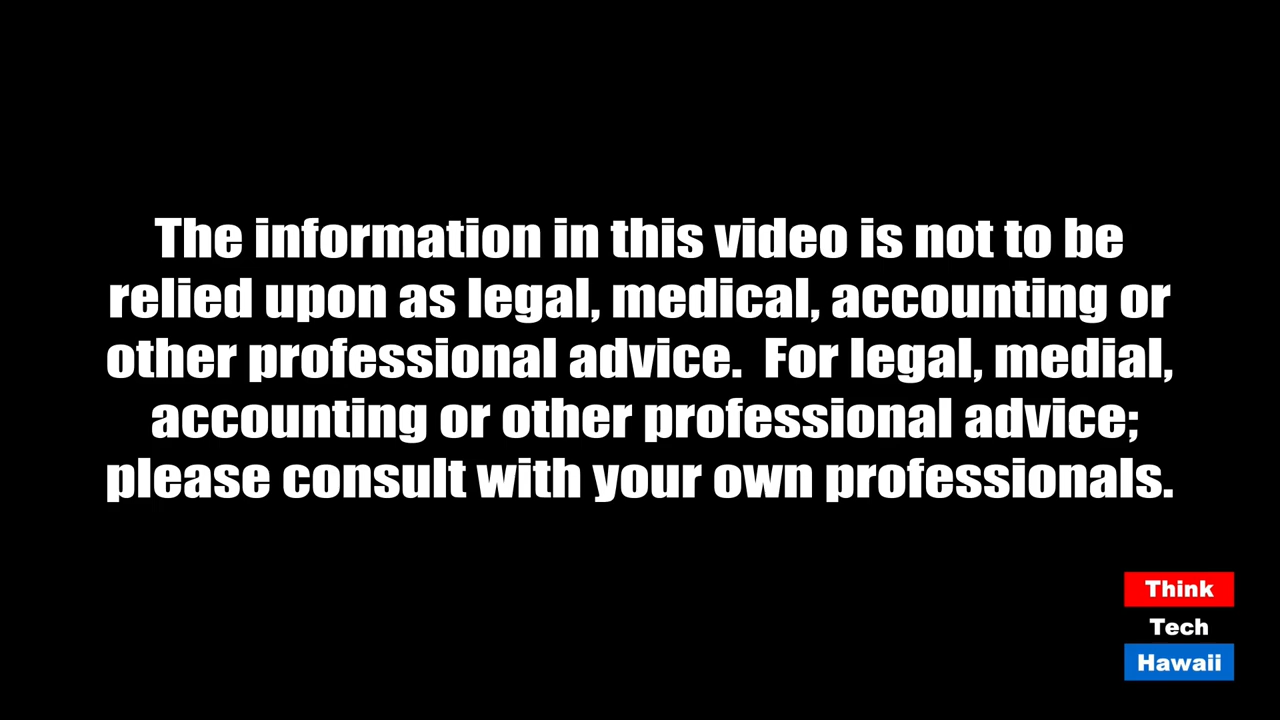 The information in this video is not to be
relied upon as legal, medical, accounting or
other professional advice.  For legal, medial,
accounting or other professional advice;
please consult with your own professionals.
Think
Tech
Hawaii